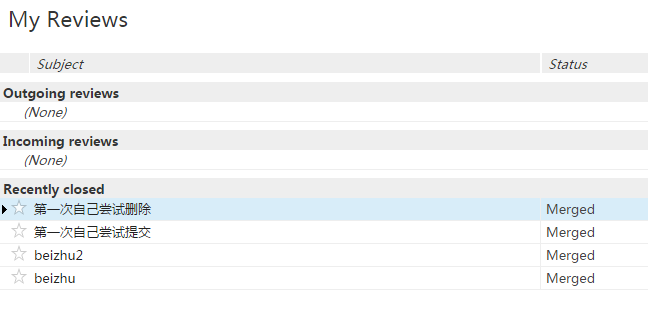 My Reviews
Subject Status
Outgoing reviews
(None)
Incoming reviews
(None)
Recently closed
第一次自己尝试删除 Merged
第一次自己尝试提交 Merged
beizhu2 Merged
beizhu Merged